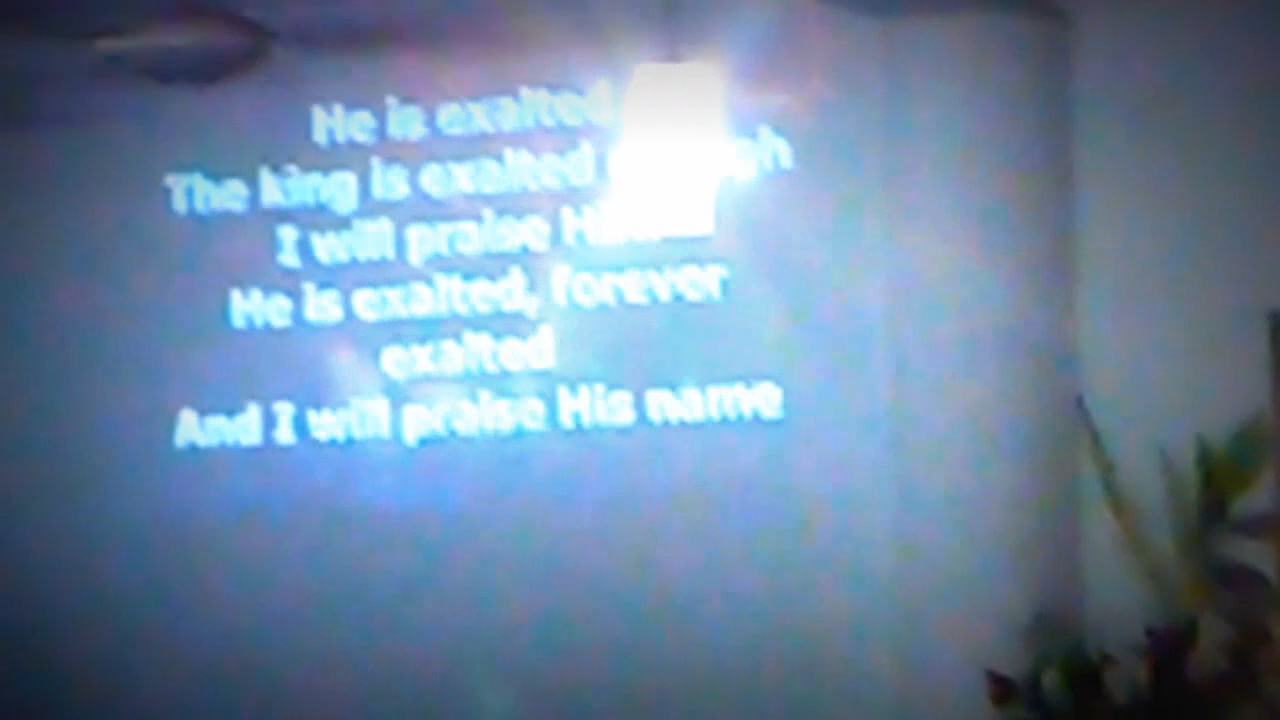 He is exalted
The king is exalted
I will praise
He is exalted, forever
exalted
And I will praise His name